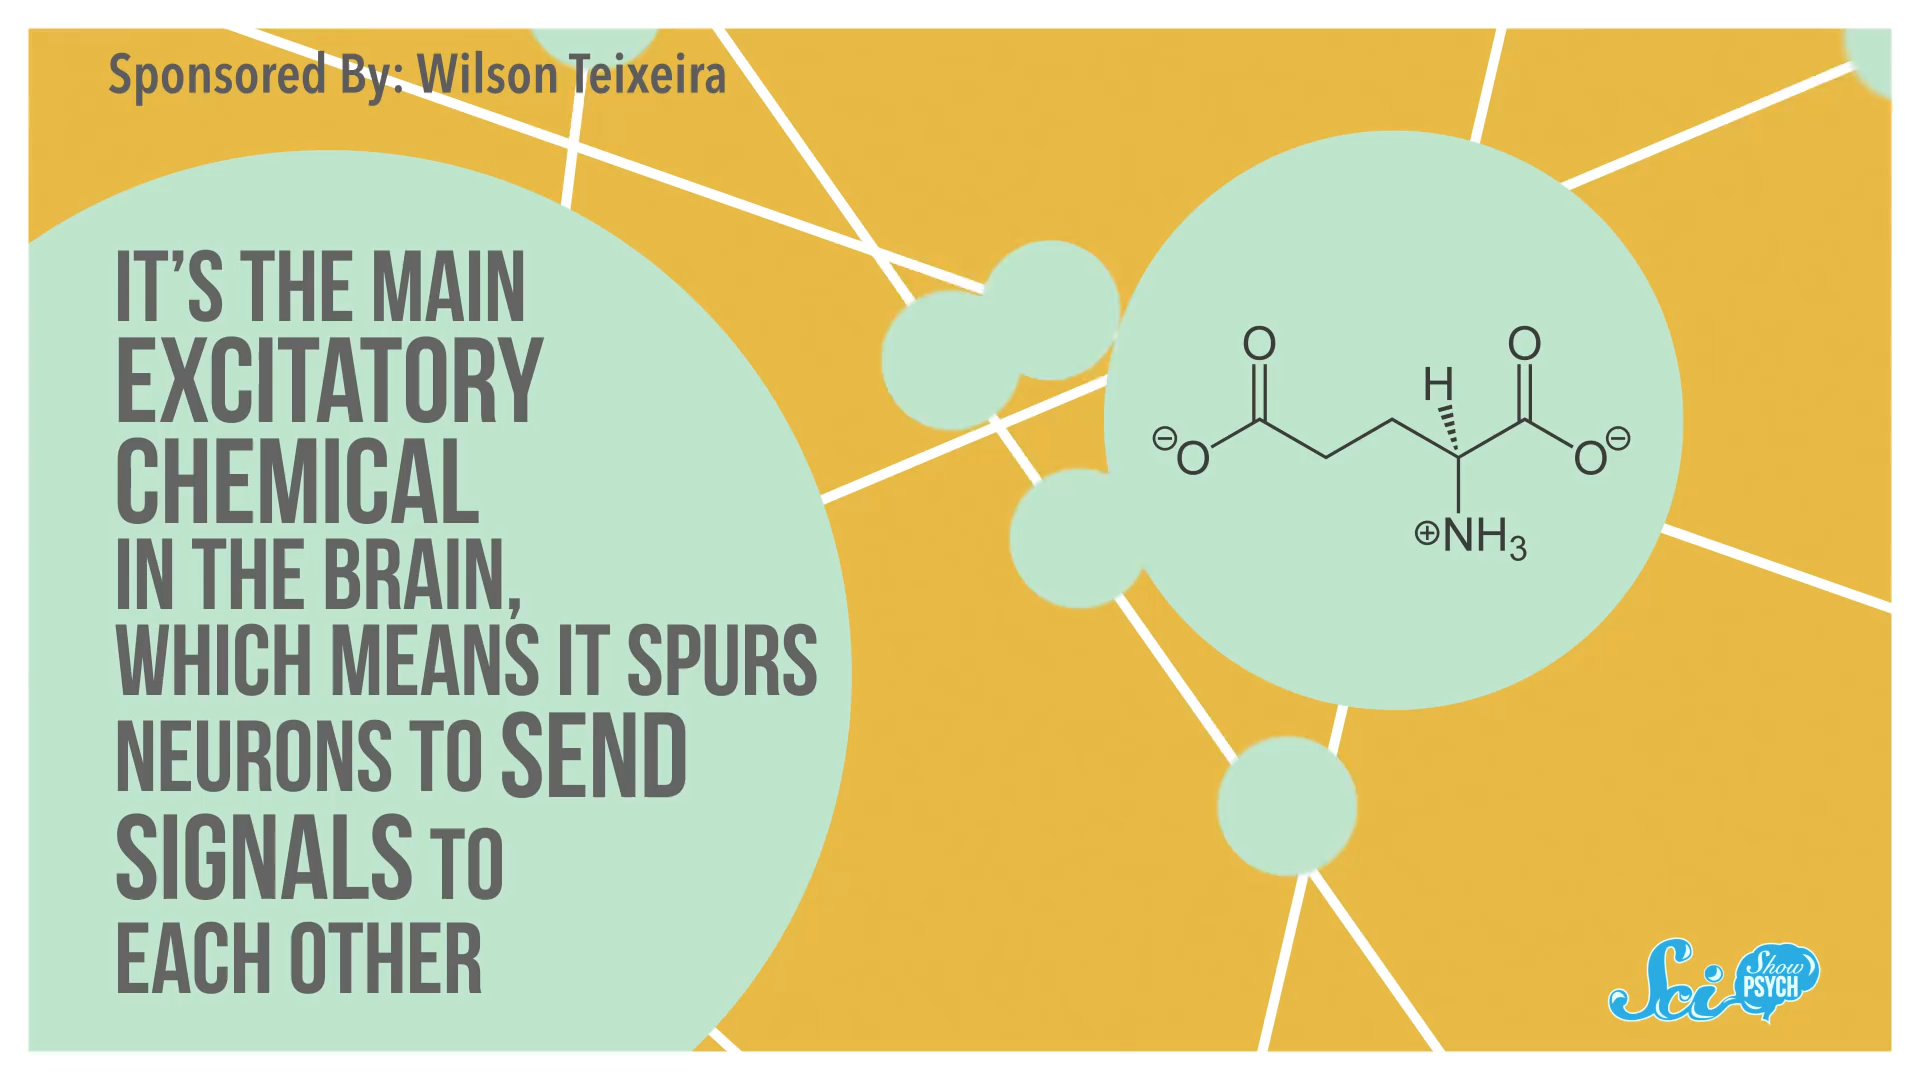 Sponsored By: Wilson Teixeira
IT’S THE MAIN
EXCITATORY
CHEMICAL
IN THE BRAIN,
WHICH MEANS IT SPURS
NEURONS TO SEND
SIGNALS TO
EACH OTHER
O O
H
⊖O O⊖
⊕NH3
Sci Show
PSYCH